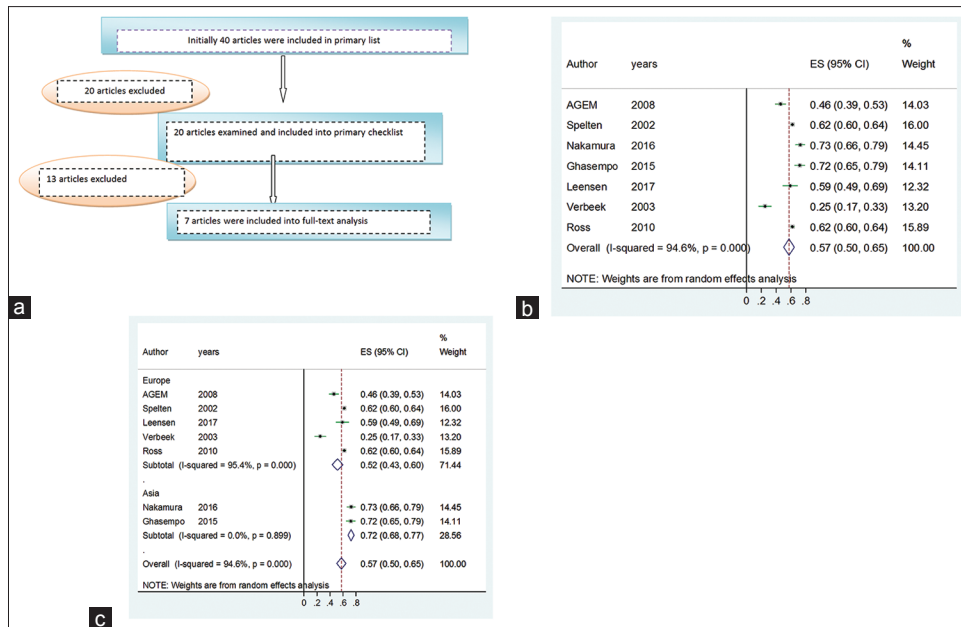 Initially 40 articles were included in primary list
20 articles excluded
20 articles examined and included into primary checklist
13 articles excluded
7 articles were included into full-text analysis
a
%
Author years ES (95% CI) Weight
AGEM 2008 0.46 (0.39, 0.53) 14.03
Spelten 2002 0.62 (0.60, 0.64) 16.00
Nakamura 2016 0.73 (0.66, 0.79) 14.45
Ghasempo 2015 0.72 (0.65, 0.79) 14.11
Leensen 2017 0.59 (0.49, 0.69) 12.32
Verbeek 2003 0.25 (0.17, 0.33) 13.20
Ross 2010 0.62 (0.60, 0.64) 15.89
Overall (I-squared = 94.6%, p = 0.000) 0.57 (0.50, 0.65) 100.00
NOTE: Weights are from random effects analysis
0 .2 .4 .6 .8
b
%
Author years ES (95% CI) Weight
Europe
AGEM 2008 0.46 (0.39, 0.53) 14.03
Spelten 2002 0.62 (0.60, 0.64) 16.00
Leensen 2017 0.59 (0.49, 0.69) 12.32
Verbeek 2003 0.25 (0.17, 0.33) 13.20
Ross 2010 0.62 (0.60, 0.64) 15.89
Subtotal (I-squared = 95.4%, p = 0.000) 0.52 (0.43, 0.60) 71.44
.
Asia
Nakamura 2016 0.73 (0.66, 0.79) 14.45
Ghasempo 2015 0.72 (0.65, 0.79) 14.11
Subtotal (I-squared = 0.0%, p = 0.899) 0.72 (0.68, 0.77) 28.56
.
Overall (I-squared = 94.6%, p = 0.000) 0.57 (0.50, 0.65) 100.00
NOTE: Weights are from random effects analysis
0 .2 .4 .6 .8
c